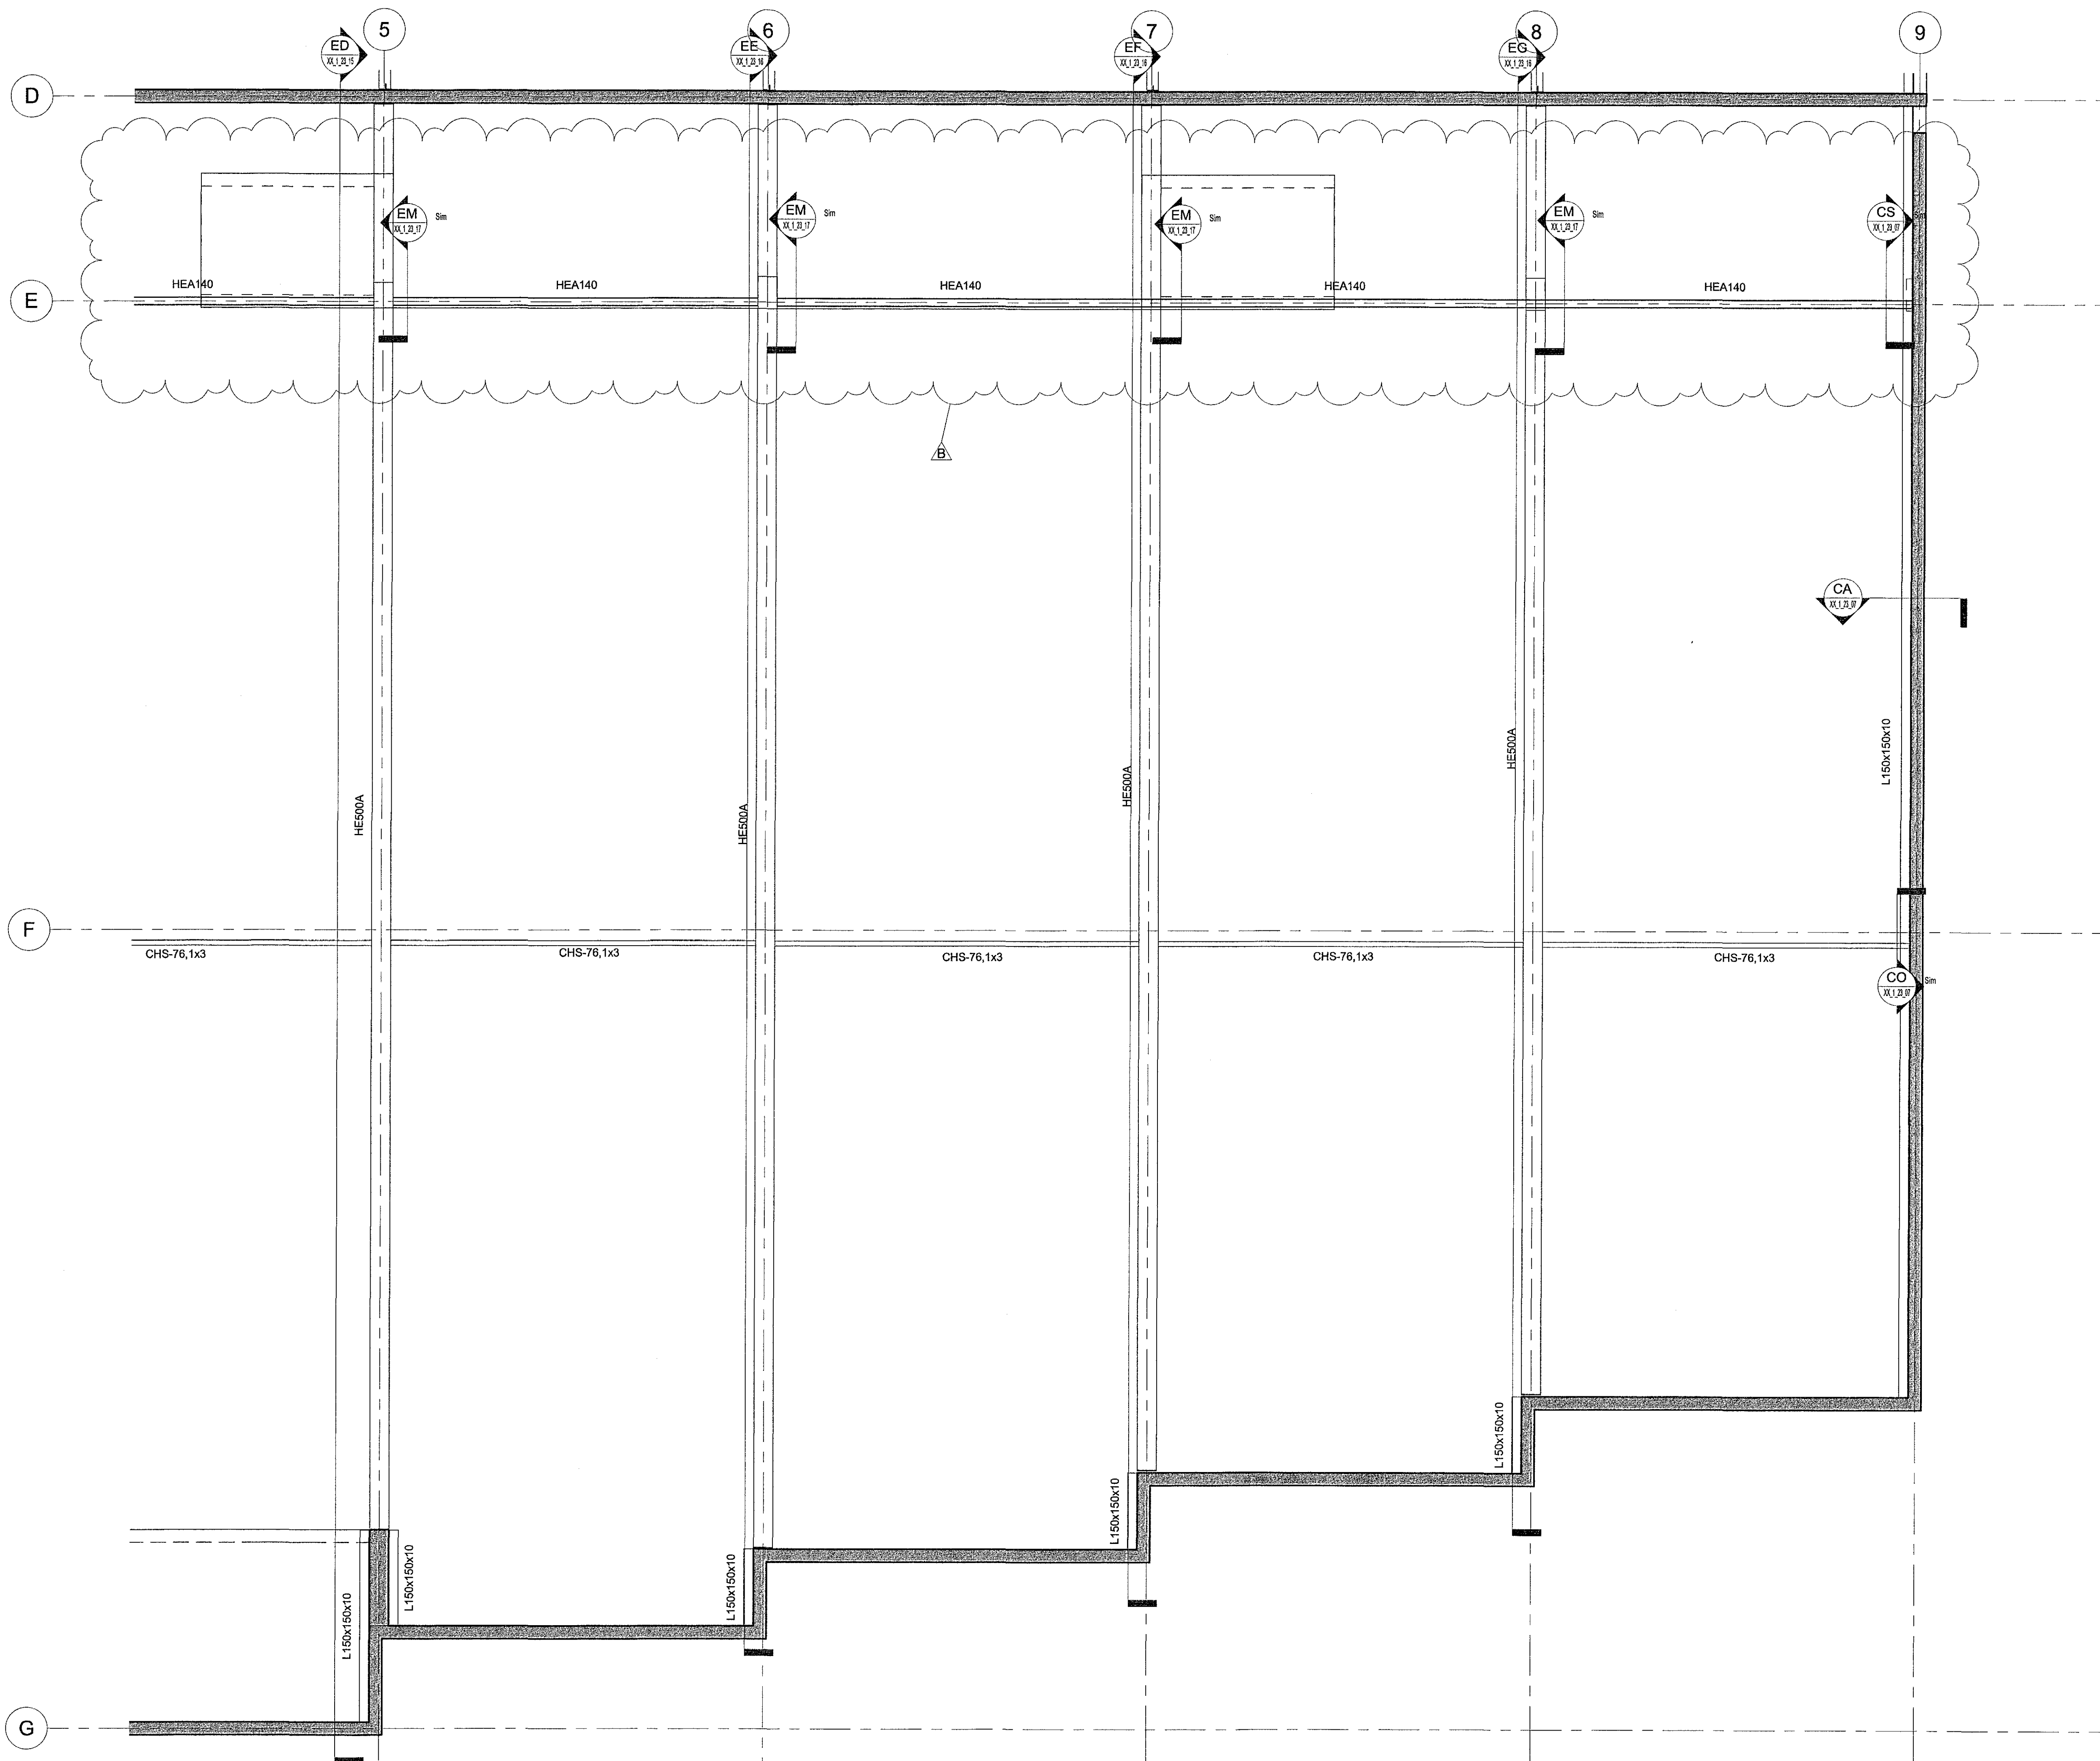 5
6
7
8
9
ED
XX_1_23_15
EE
XX_1_23_16
EF
XX_1_23_16
EG
XX_1_23_16
D
EM
XX_1_23_17
Sim
EM
XX_1_23_17
Sim
EM
XX_1_23_17
Sim
EM
XX_1_23_17
Sim
CS
XX_1_23_07
Sim
E
HEA140
HEA140
HEA140
HEA140
HEA140
B
CA
XX_1_23_07
L150x150x10
HE500A
HE500A
HE500A
HE500A
F
CHS-76,1x3
CHS-76,1x3
CHS-76,1x3
CHS-76,1x3
CHS-76,1x3
CO
XX_1_23_07
Sim
L150x150x10
L150x150x10
L150x150x10
L150x150x10
L150x150x10
G